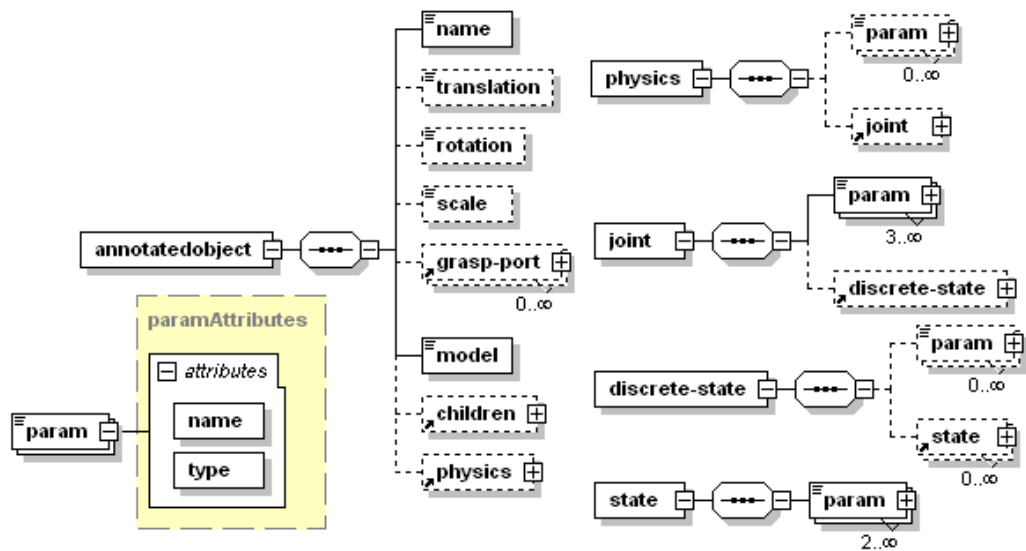 name
translation
rotation
scale
annotatedobject
grasp-port
0..∞
model
children
physics
paramAttributes
attributes
name
type
param
physics
param
0..∞
joint
joint
param
3..∞
discrete-state
discrete-state
param
0..∞
state
0..∞
state
param
2..∞